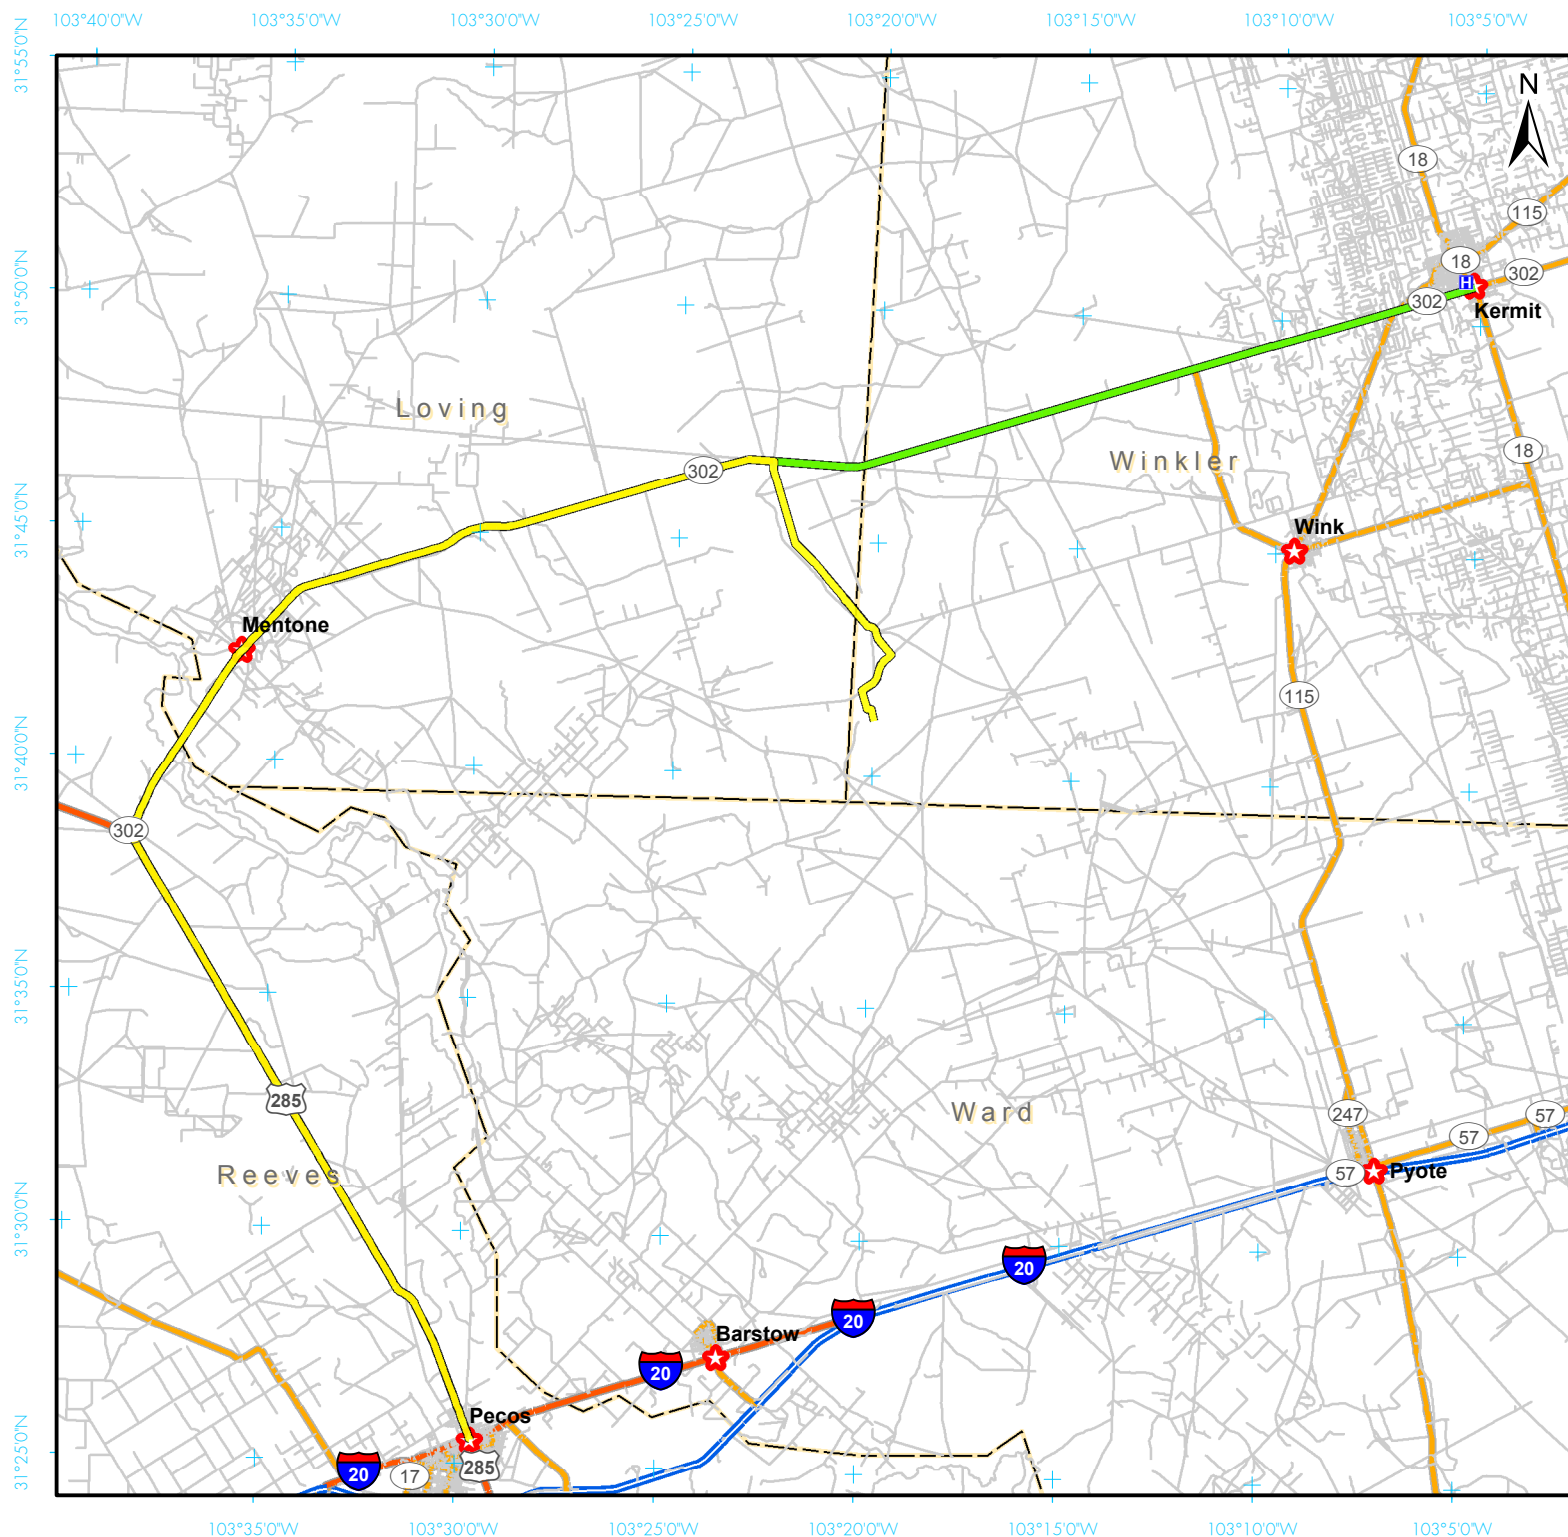 103°40'0"W 103°35'0"W 103°30'0"W 103°25'0"W 103°20'0"W 103°15'0"W 103°10'0"W 103°5'0"W
31°55'0"N
N
18
115
18
31°50'0"N
H
302
302
Kermit
Loving
Winkler
18
302
31°45'0"N
Wink
Mentone
115
31°40'0"N
302
31°35'0"N
285
Ward
247
57
57
Reeves
57
Pyote
31°30'0"N
20
20
Barstow
20
Pecos
31°25'0"N
20
17
285
103°35'0"W 103°30'0"W 103°25'0"W 103°20'0"W 103°15'0"W 103°10'0"W 103°5'0"W